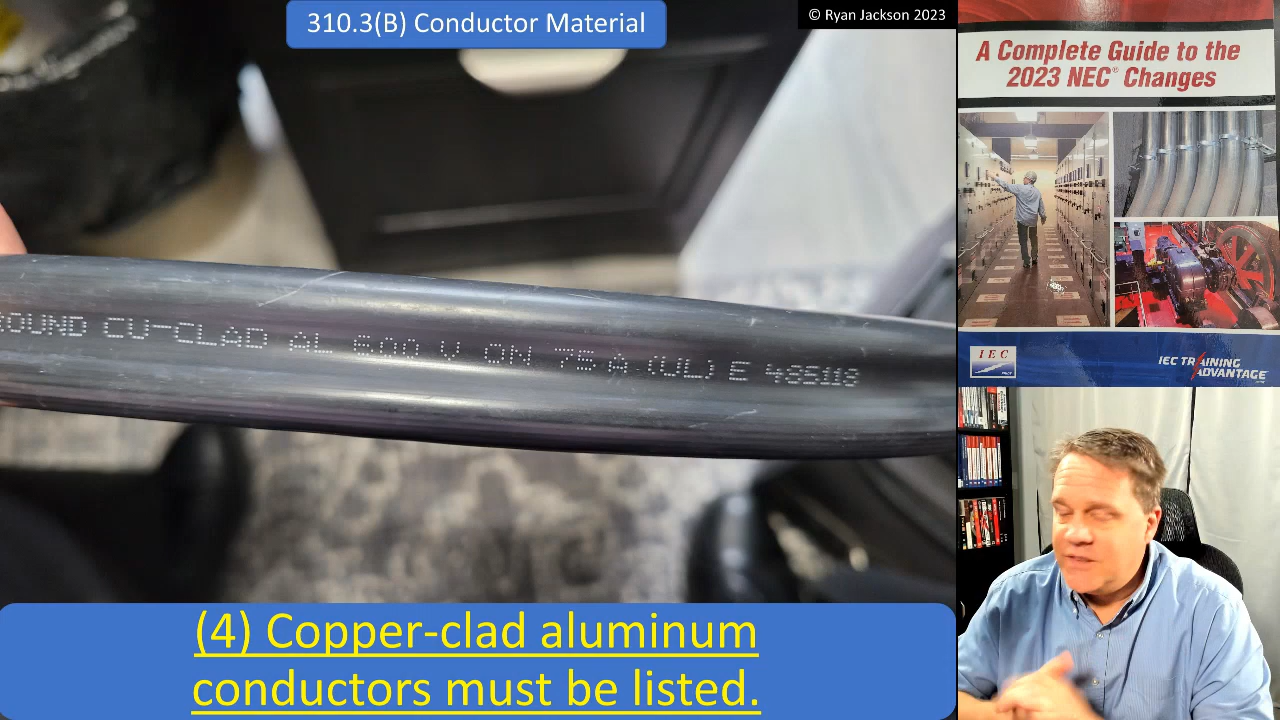 310.3(B) Conductor Material
© Ryan Jackson 2023
CU-CLAD AL 600 V ON 75 A (UL) E 485118
(4) Copper-clad aluminum
conductors must be listed.
A Complete Guide to the
2023 NEC® Changes
IEC
IEC TRAINING
ADVANTAGE